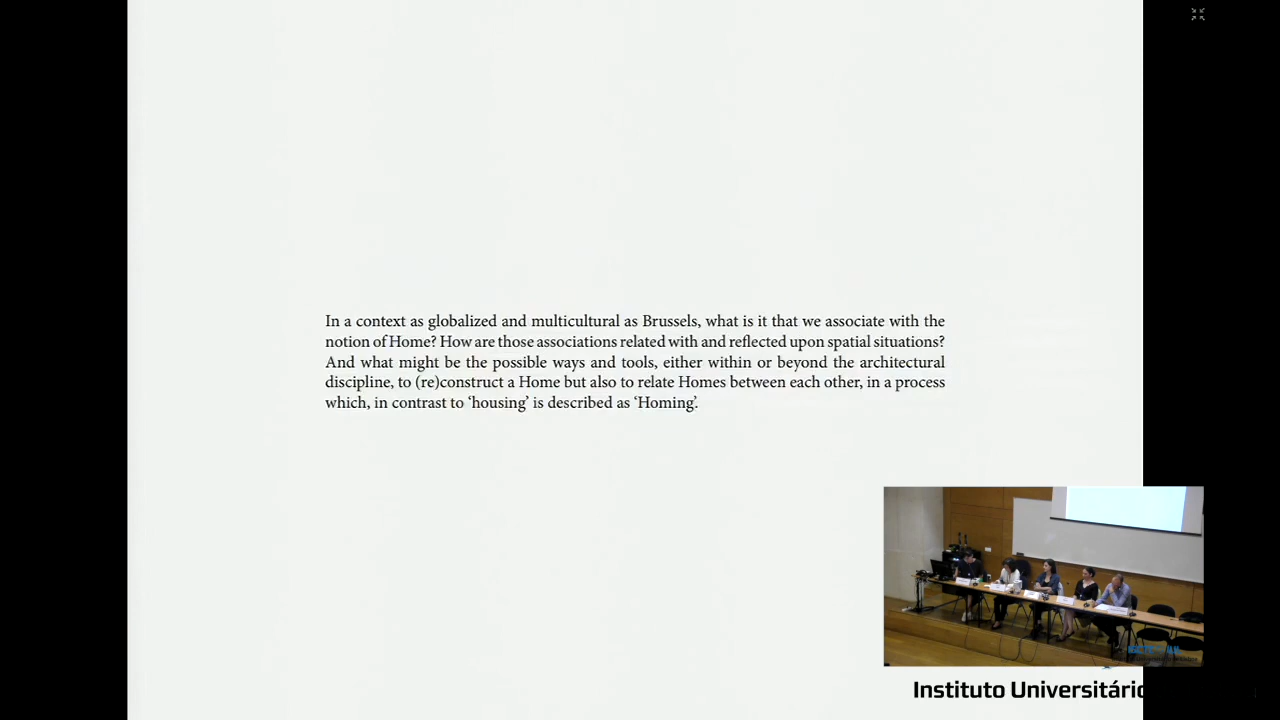 In a context as globalized and multicultural as Brussels, what is it that we associate with the
notion of Home? How are those associations related with and reflected upon spatial situations?
And what might be the possible ways and tools, either within or beyond the architectural
discipline, to (re)construct a Home but also to relate Homes between each other, in a process
which, in contrast to ‘housing’ is described as ‘Homing’.
Instituto Universitário